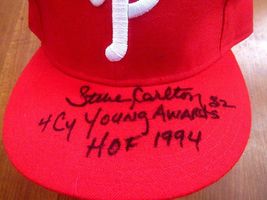 P
Steve Carlton 32
4 Cy Young Awards
HOF 1994